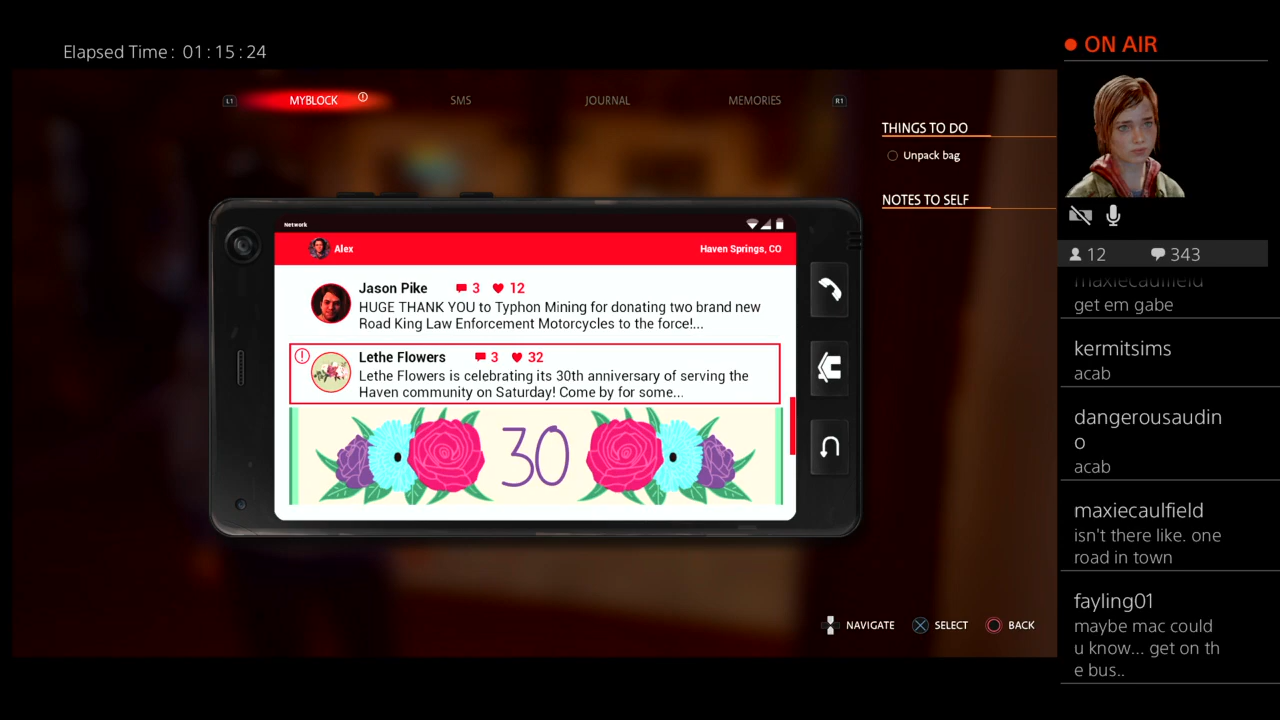 Elapsed Time: 01:15:24
ON AIR
L1
MYBLOCK
SMS
JOURNAL
MEMORIES
R1
THINGS TO DO
Unpack bag
NOTES TO SELF
Network
Alex
Haven Springs, CO
Jason Pike 3 12
HUGE THANK YOU to Typhon Mining for donating two brand new
Road King Law Enforcement Motorcycles to the force!...
Lethe Flowers 3 32
Lethe Flowers is celebrating its 30th anniversary of serving the
Haven community on Saturday! Come by for some...
30
NAVIGATE
SELECT
BACK
12
343
maxiecaulfield
get em gabe
kermitsims
acab
dangerousaudin
o
acab
maxiecaulfield
isn't there like. one
road in town
fayling01
maybe mac could
u know... get on th
e bus..